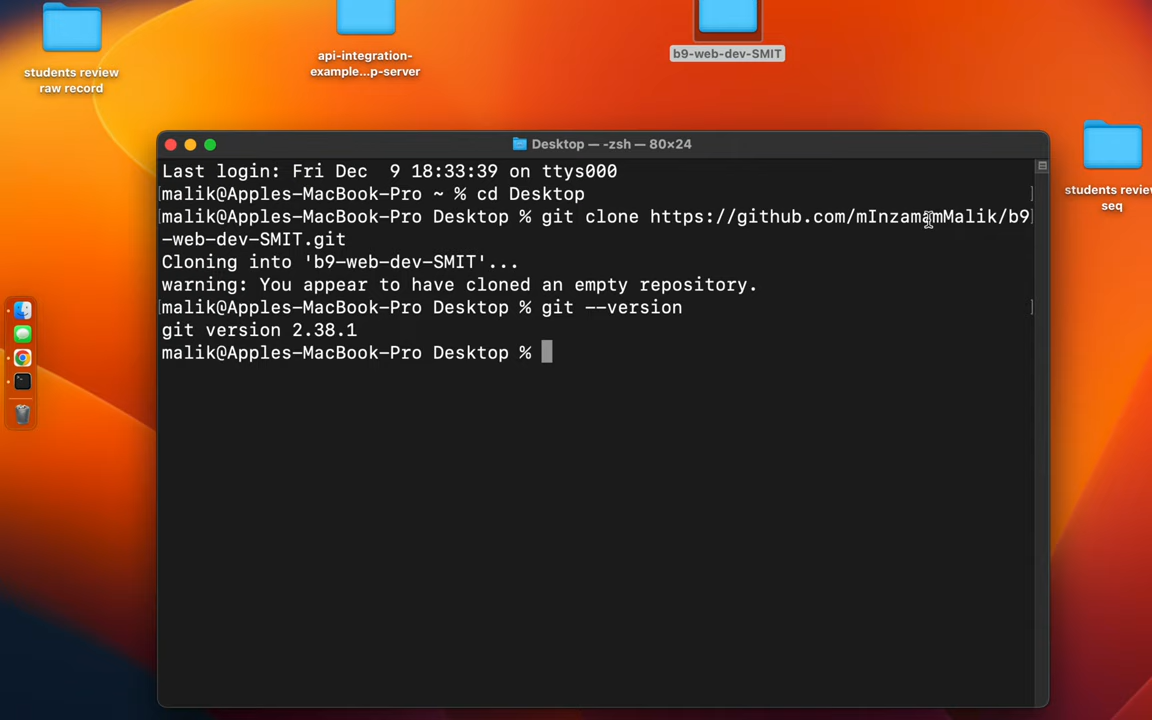 students review
raw record
api-integration-
example...p-server
b9-web-dev-SMIT
students revie
seq
Desktop — -zsh — 80×24
Last login: Fri Dec  9 18:33:39 on ttys000
[malik@Apples-MacBook-Pro ~ % cd Desktop ]
[malik@Apples-MacBook-Pro Desktop % git clone https://github.com/mInzamamMalik/b9]
-web-dev-SMIT.git
Cloning into 'b9-web-dev-SMIT'...
warning: You appear to have cloned an empty repository.
[malik@Apples-MacBook-Pro Desktop % git --version ]
git version 2.38.1
malik@Apples-MacBook-Pro Desktop %